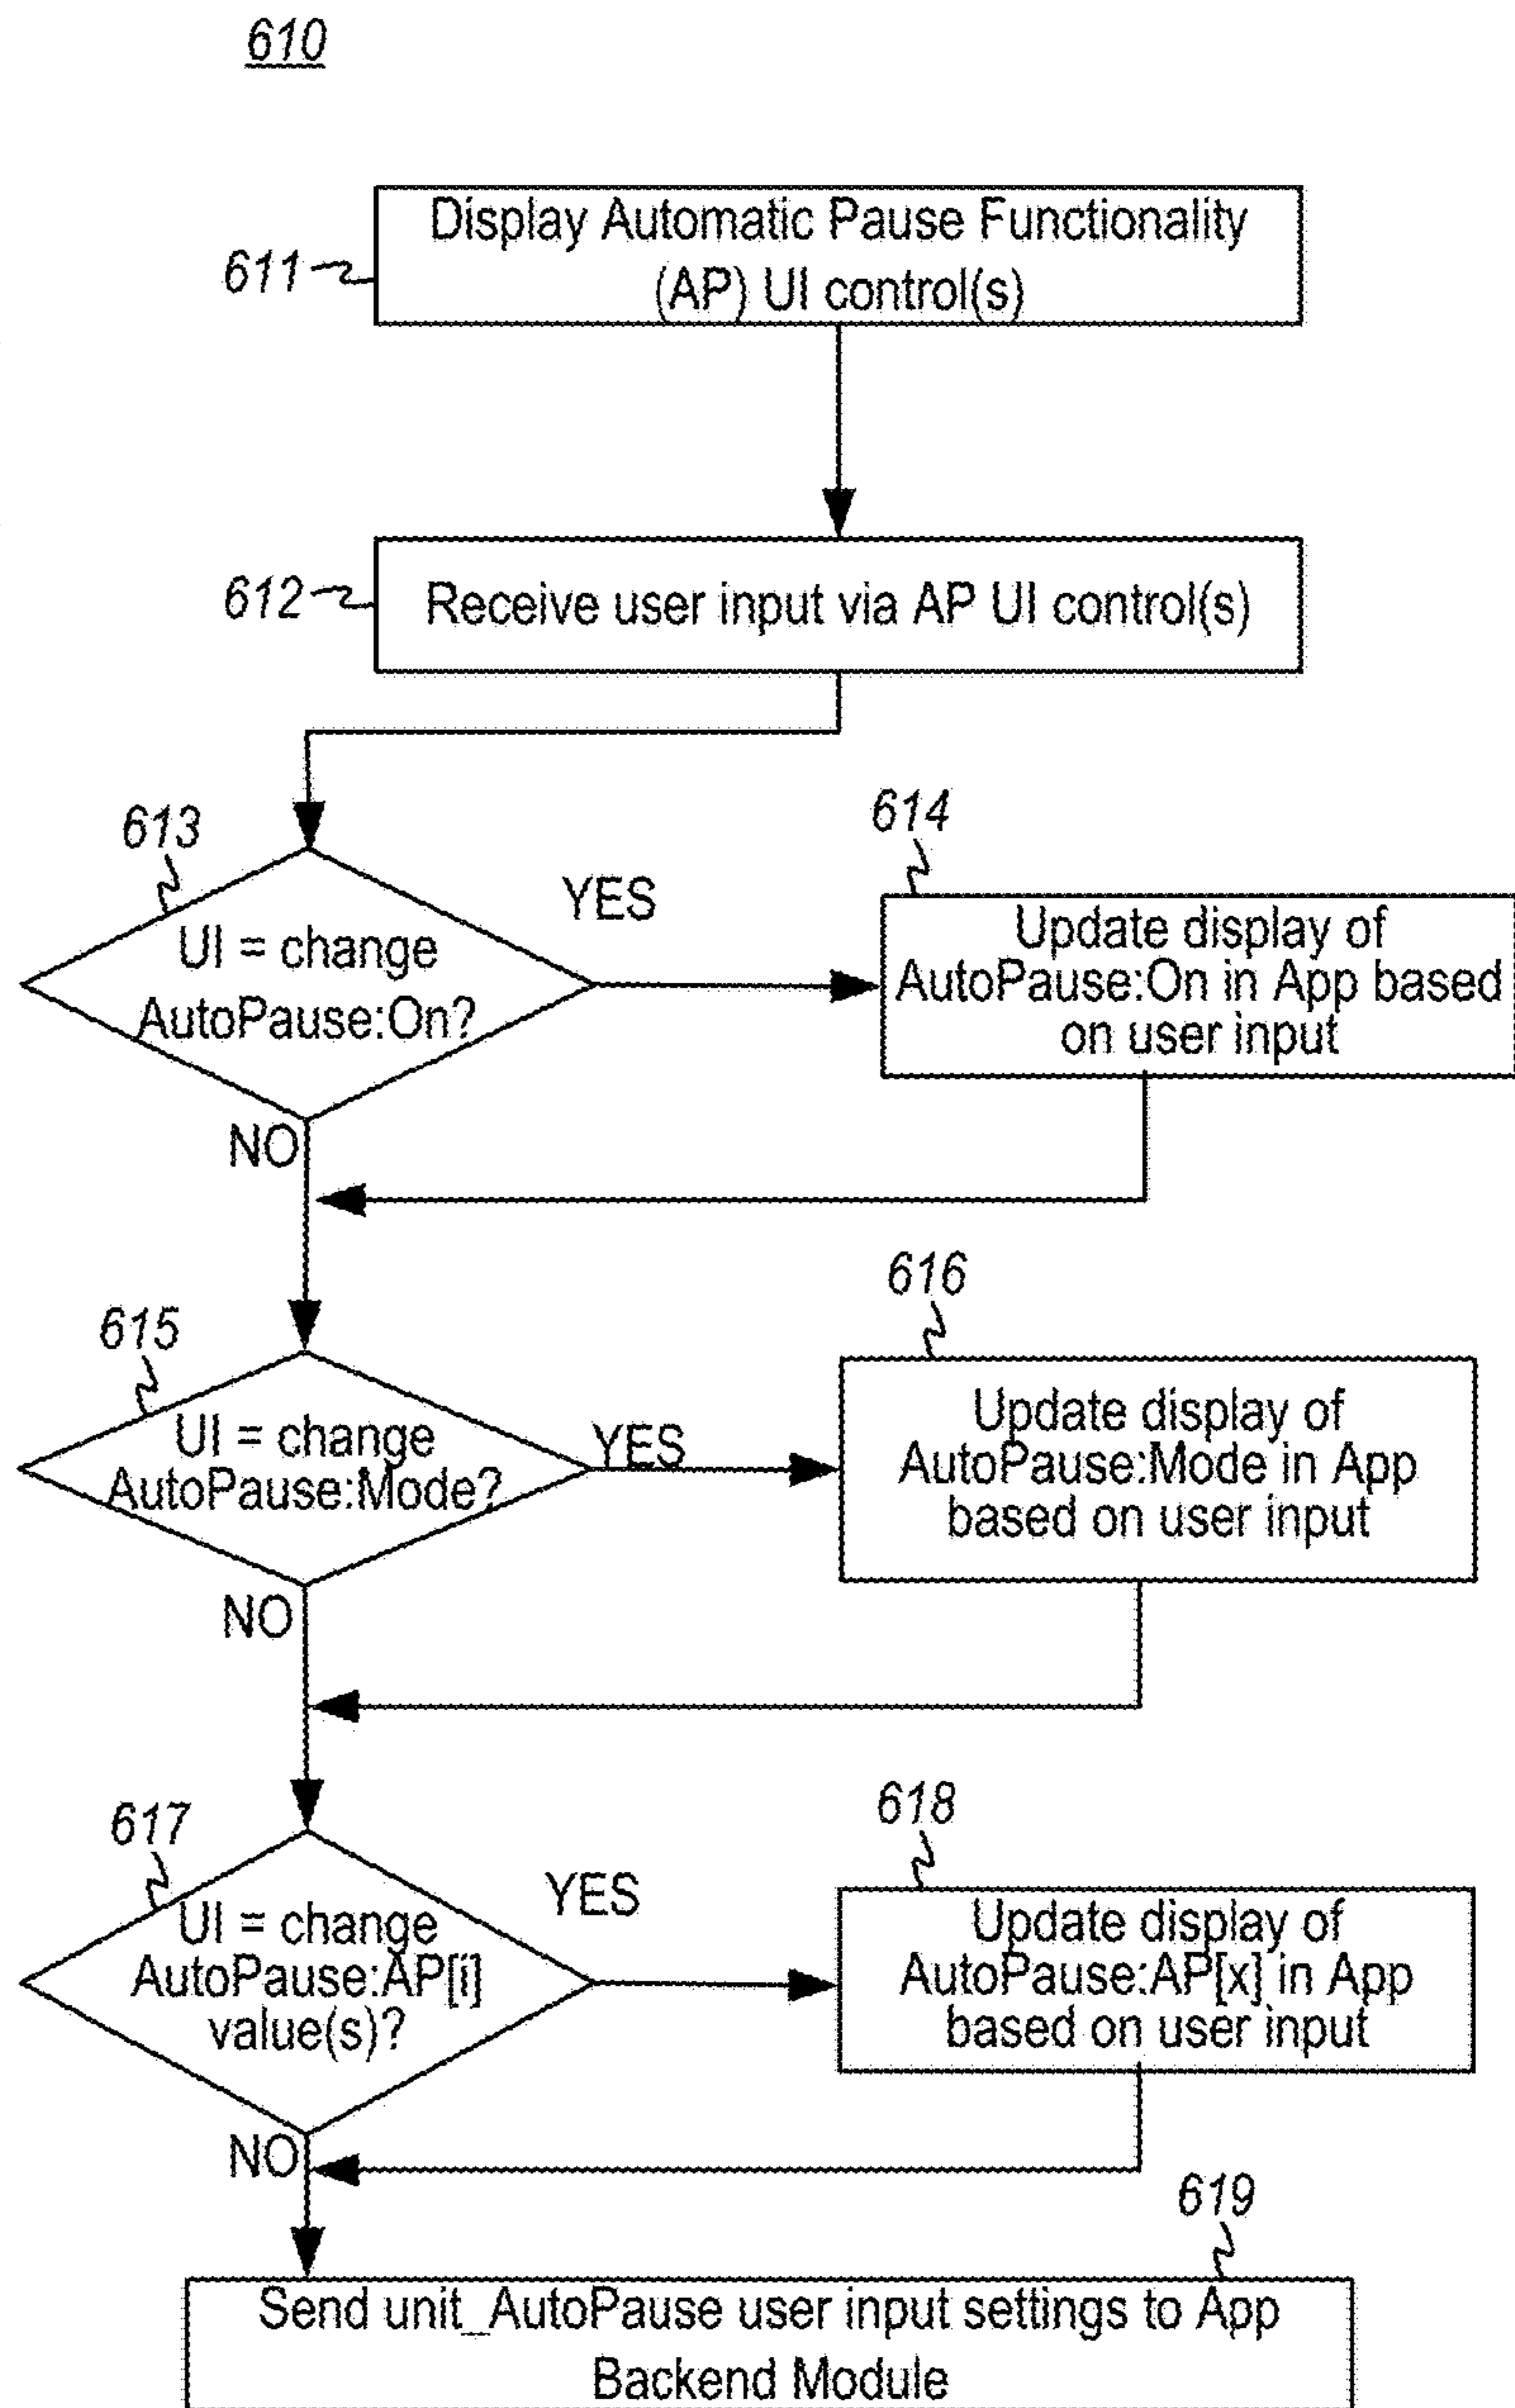 610
Display Automatic Pause Functionality
(AP) UI control(s)
611
612
Receive user input via AP UI control(s)
613
UI = change
AutoPause:On?
YES
NO
614
Update display of
AutoPause:On in App based
on user input
615
UI = change
AutoPause:Mode?
YES
NO
616
Update display of
AutoPause:Mode in App
based on user input
617
UI = change
AutoPause:AP[i]
value(s)?
YES
NO
618
Update display of
AutoPause:AP[x] in App
based on user input
619
Send unit_AutoPause user input settings to App
Backend Module